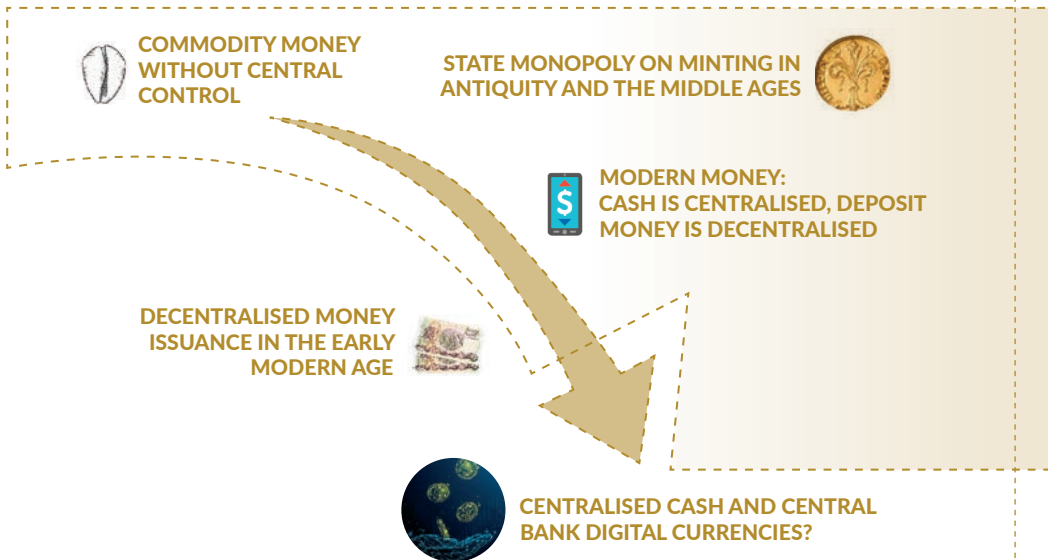 COMMODITY MONEY
WITHOUT CENTRAL
CONTROL
STATE MONOPOLY ON MINTING IN
ANTIQUITY AND THE MIDDLE AGES
MODERN MONEY:
CASH IS CENTRALISED, DEPOSIT
MONEY IS DECENTRALISED
$
DECENTRALISED MONEY
ISSUANCE IN THE EARLY
MODERN AGE
CENTRALISED CASH AND CENTRAL
BANK DIGITAL CURRENCIES?